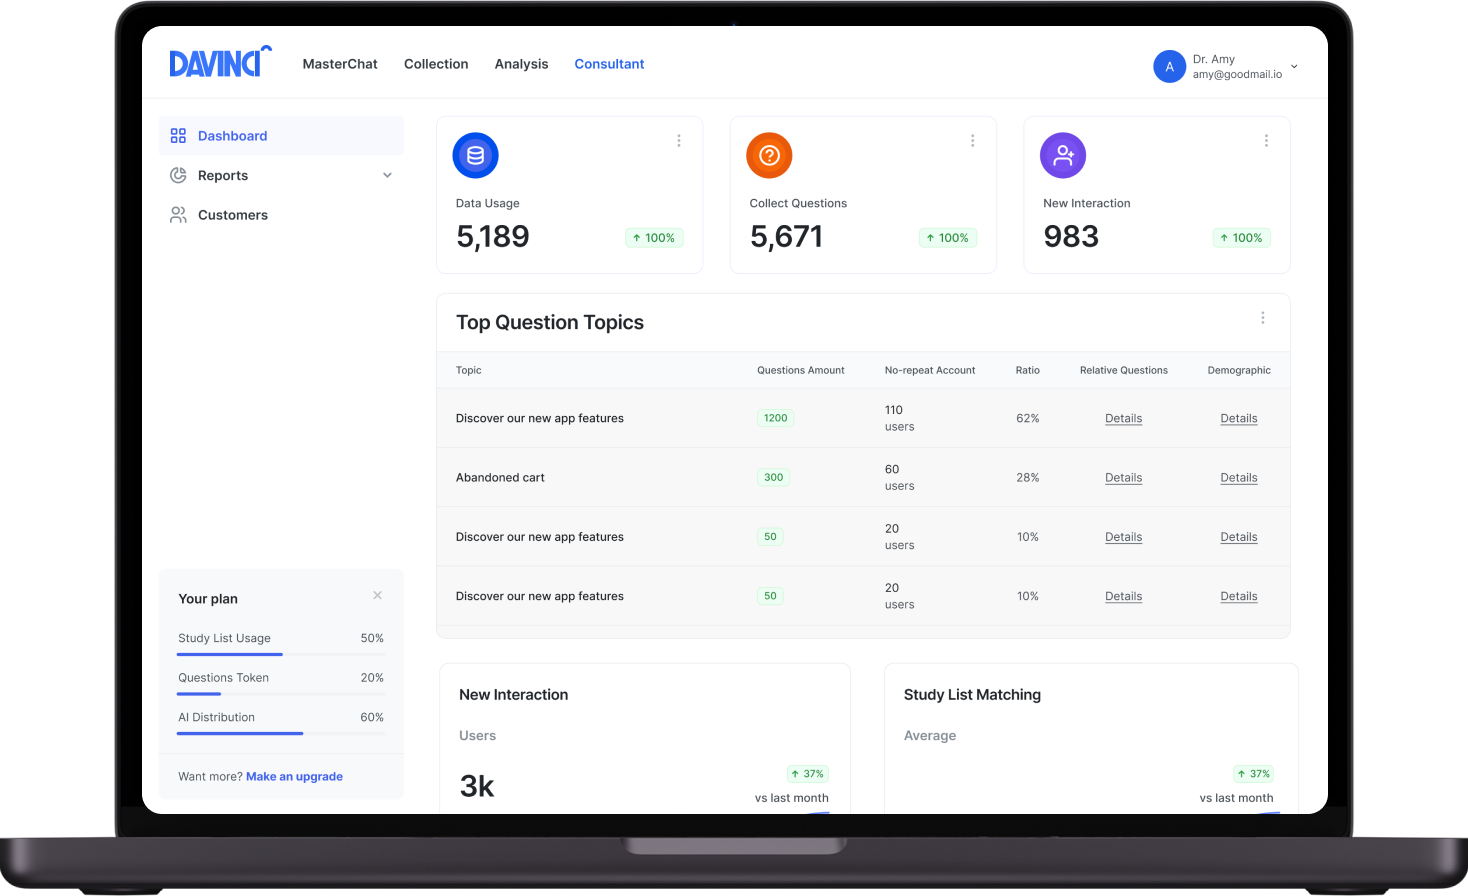 DAVINCI
MasterChat Collection Analysis Consultant
A
Dr. Amy
amy@goodmail.io
Dashboard
Reports
Customers
Your plan
Study List Usage 50%
Questions Token 20%
AI Distribution 60%
Want more? Make an upgrade
Data Usage
5,189
100%
Collect Questions
5,671
100%
New Interaction
983
100%
Top Question Topics
Topic Questions Amount No-repeat Account Ratio Relative Questions Demographic
Discover our new app features 1200 110 users 62% Details Details
Abandoned cart 300 60 users 28% Details Details
Discover our new app features 50 20 users 10% Details Details
Discover our new app features 50 20 users 10% Details Details
New Interaction
Users
3k
37%
vs last month
Study List Matching
Average
37%
vs last month